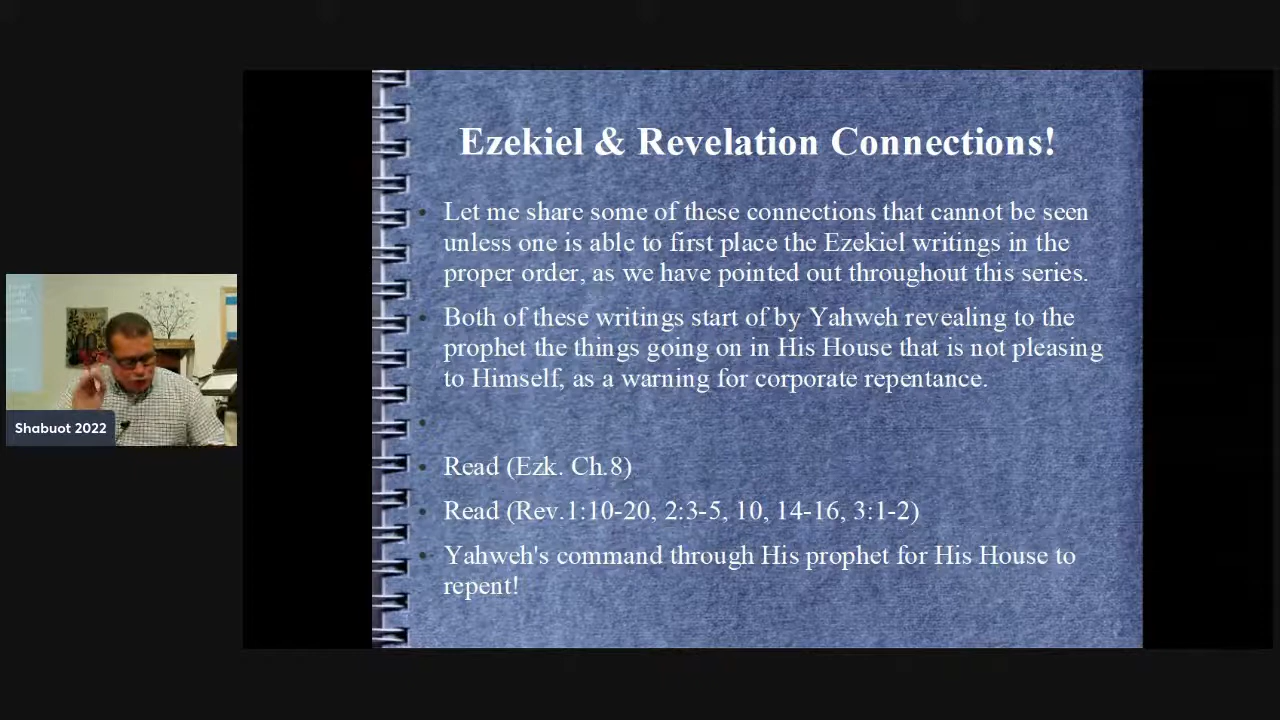 Ezekiel & Revelation Connections!
• Let me share some of these connections that cannot be seen
unless one is able to first place the Ezekiel writings in the
proper order, as we have pointed out throughout this series.
• Both of these writings start of by Yahweh revealing to the
prophet the things going on in His House that is not pleasing
to Himself, as a warning for corporate repentance.
•
• Read (Ezk. Ch.8)
• Read (Rev.1:10-20, 2:3-5, 10, 14-16, 3:1-2)
• Yahweh's command through His prophet for His House to
repent!
Shabuot 2022